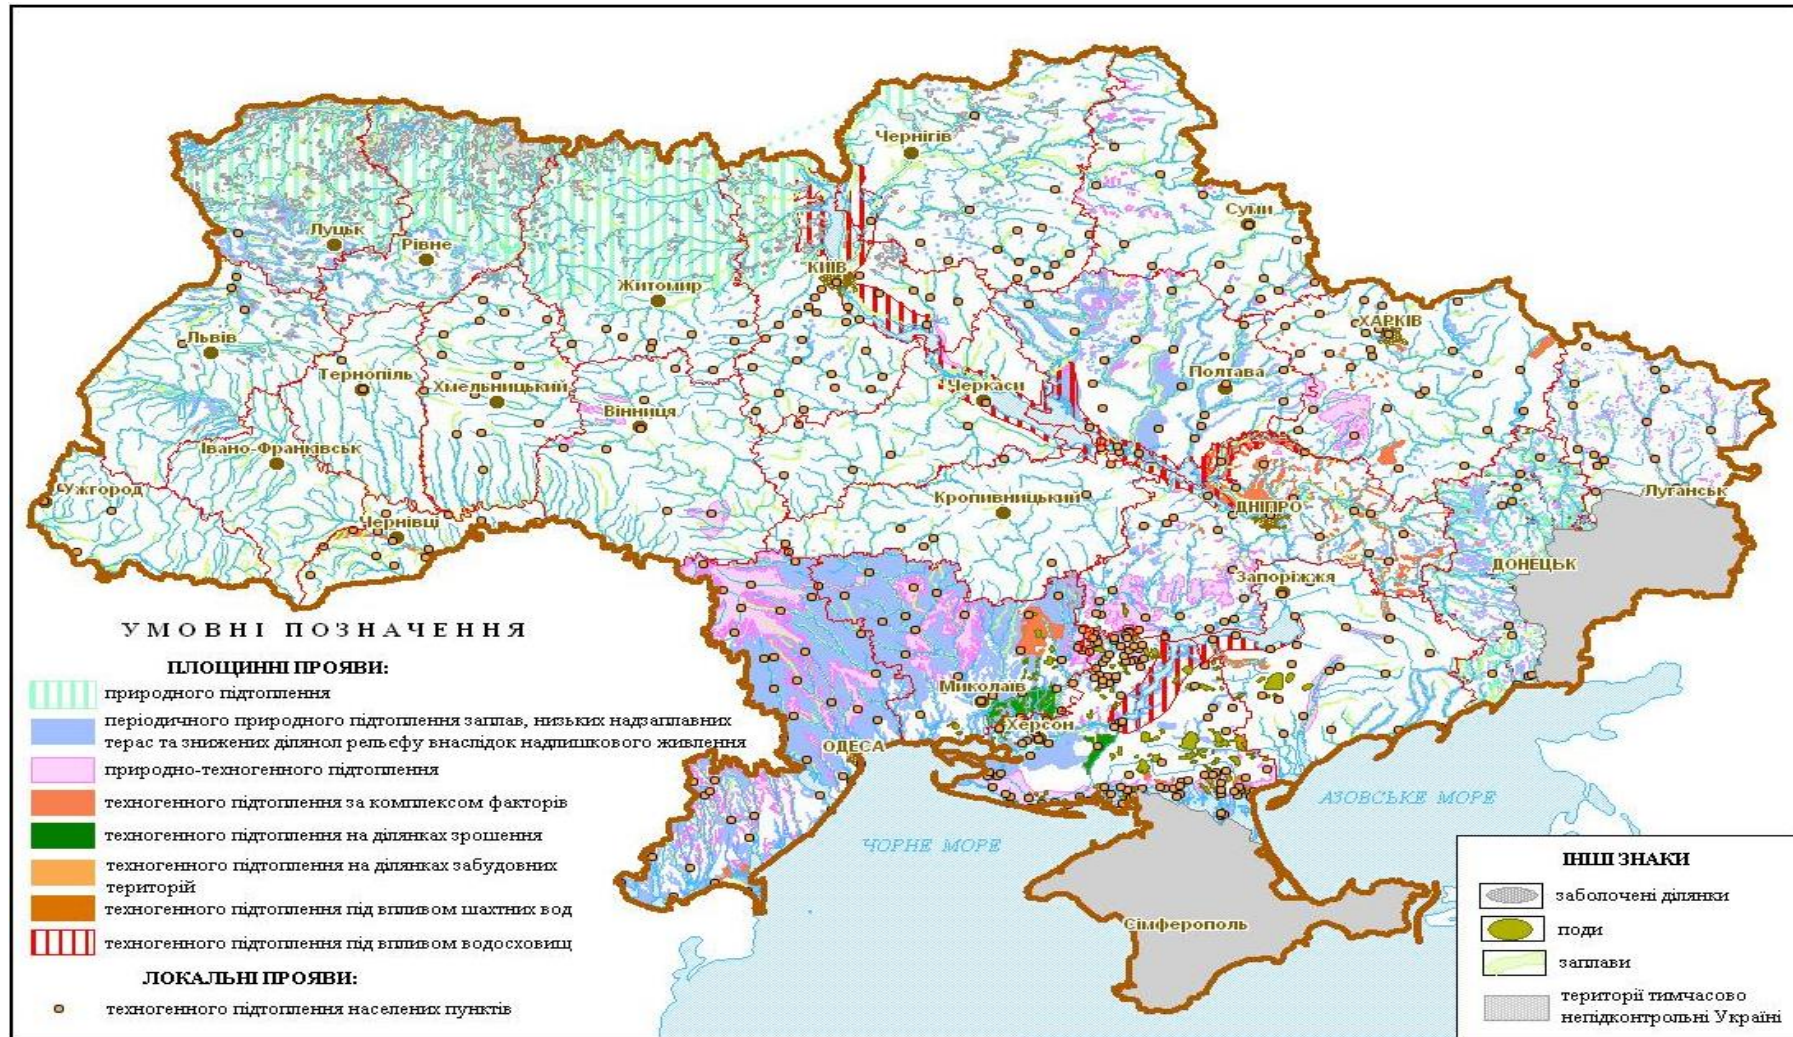 Чернігів
Суми
Луцьк
Рівне
КИЇВ
Житомир
ХАРКІВ
Львів
Тернопіль
Хмельницький
Черкаси
Полтава
Вінниця
Івано-Франківськ
Ужгород
Кропивницький
Луганськ
Чернівці
ДНІПРО
ДОНЕЦЬК
Запоріжжя
Миколаїв
Херсон
ОДЕСА
АЗОВСЬКЕ МОРЕ
ЧОРНЕ МОРЕ
Сімферополь
УМОВНІ ПОЗНАЧЕННЯ
ПЛОЩИННІ ПРОЯВИ:
природного підтоплення
періодичного природного підтоплення заплав, низьких надзаплавних
терас та знижених ділянол рельєфу внаслідок надлишкового живлення
природно-техногенного підтоплення
техногенного підтоплення за комплексом факторів
техногенного підтоплення на ділянках зрошення
техногенного підтоплення на ділянках забудовних
територій
техногенного підтоплення під впливом шахтних вод
техногенного підтоплення під впливом водосховищ
ЛОКАЛЬНІ ПРОЯВИ:
техногенного підтоплення населених пунктів
ІНШІ ЗНАКИ
заболочені ділянки
поди
заплави
території тимчасово
непідконтрольні Україні